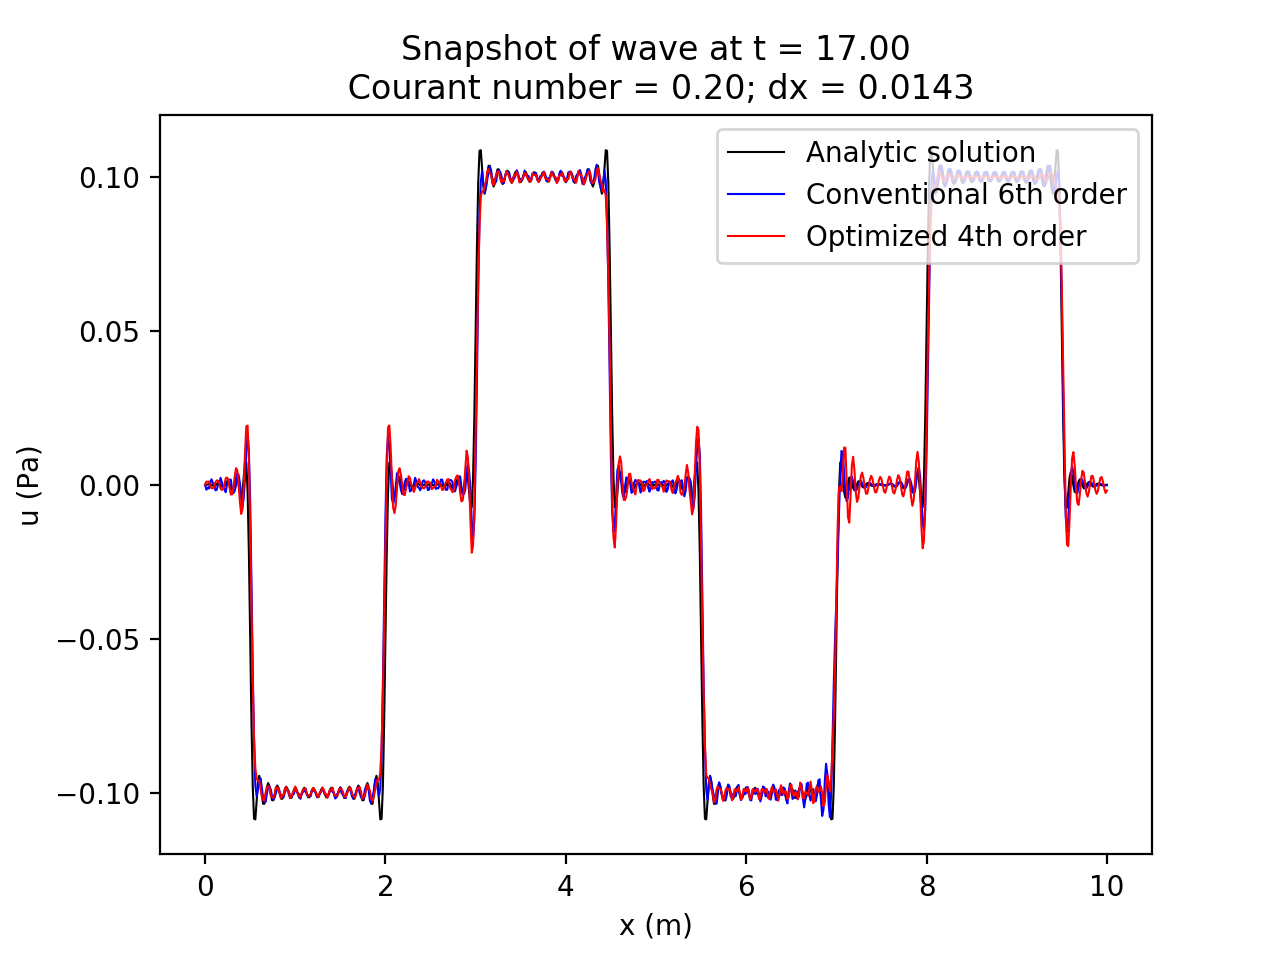 Snapshot of wave at t = 17.00
Courant number = 0.20; dx = 0.0143
Analytic solution
Conventional 6th order
Optimized 4th order
0.10
0.05
0.00
−0.05
−0.10
u (Pa)
0 2 4 6 8 10
x (m)